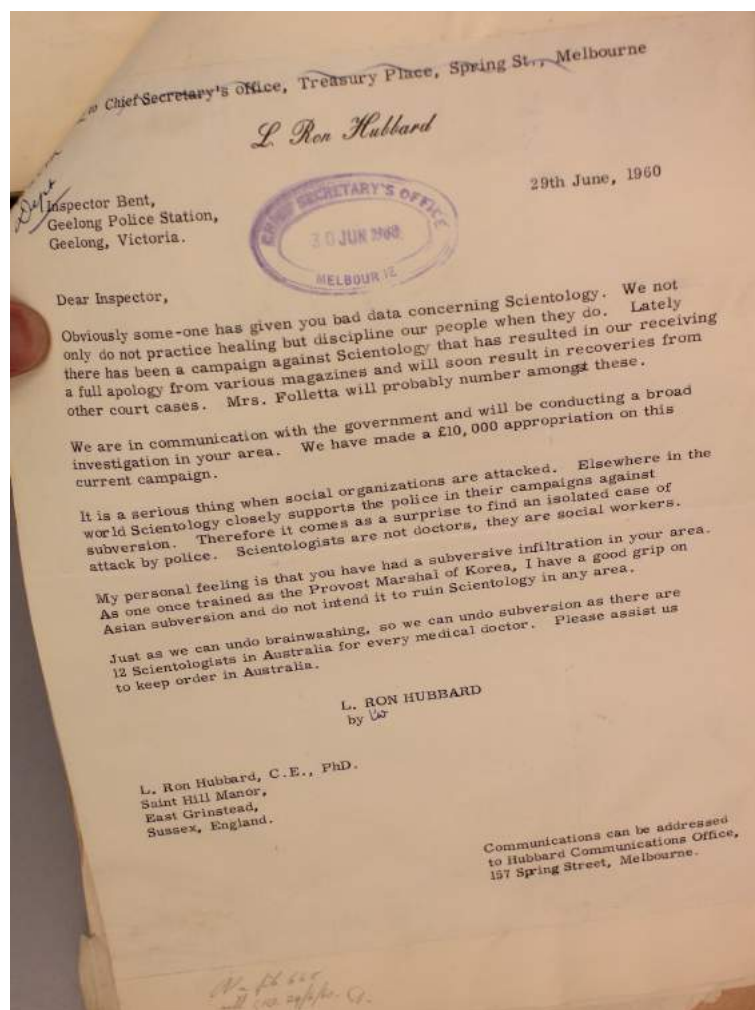 to Chief Secretary's office, Treasury Place, Spring St., Melbourne
L. Ron Hubbard
29th June, 1960
Dept
Inspector Bent,
Geelong Police Station,
Geelong, Victoria.
CHIEF SECRETARY'S OFFICE
30 JUN 1960
MELBOUR
Dear Inspector,
Obviously some-one has given you bad data concerning Scientology. We not
only do not practice healing but discipline our people when they do. Lately
there has been a campaign against Scientology that has resulted in our receiving
a full apology from various magazines and will soon result in recoveries from
other court cases. Mrs. Folletta will probably number amongst these.
We are in communication with the government and will be conducting a broad
investigation in your area. We have made a £10,000 appropriation on this
current campaign.
It is a serious thing when social organizations are attacked. Elsewhere in the
world Scientology closely supports the police in their campaigns against
subversion. Therefore it comes as a surprise to find an isolated case of
attack by police. Scientologists are not doctors, they are social workers.
My personal feeling is that you have had a subversive infiltration in your area.
As one once trained as the Provost Marshal of Korea, I have a good grip on
Asian subversion and do not intend it to ruin Scientology in any area.
Just as we can undo brainwashing, so we can undo subversion as there are
12 Scientologists in Australia for every medical doctor. Please assist us
to keep order in Australia.
L. RON HUBBARD
by
L. Ron Hubbard, C.E., PhD.
Saint Hill Manor,
East Grinstead,
Sussex, England.
Communications can be addressed
to Hubbard Communications Office,
157 Spring Street, Melbourne.